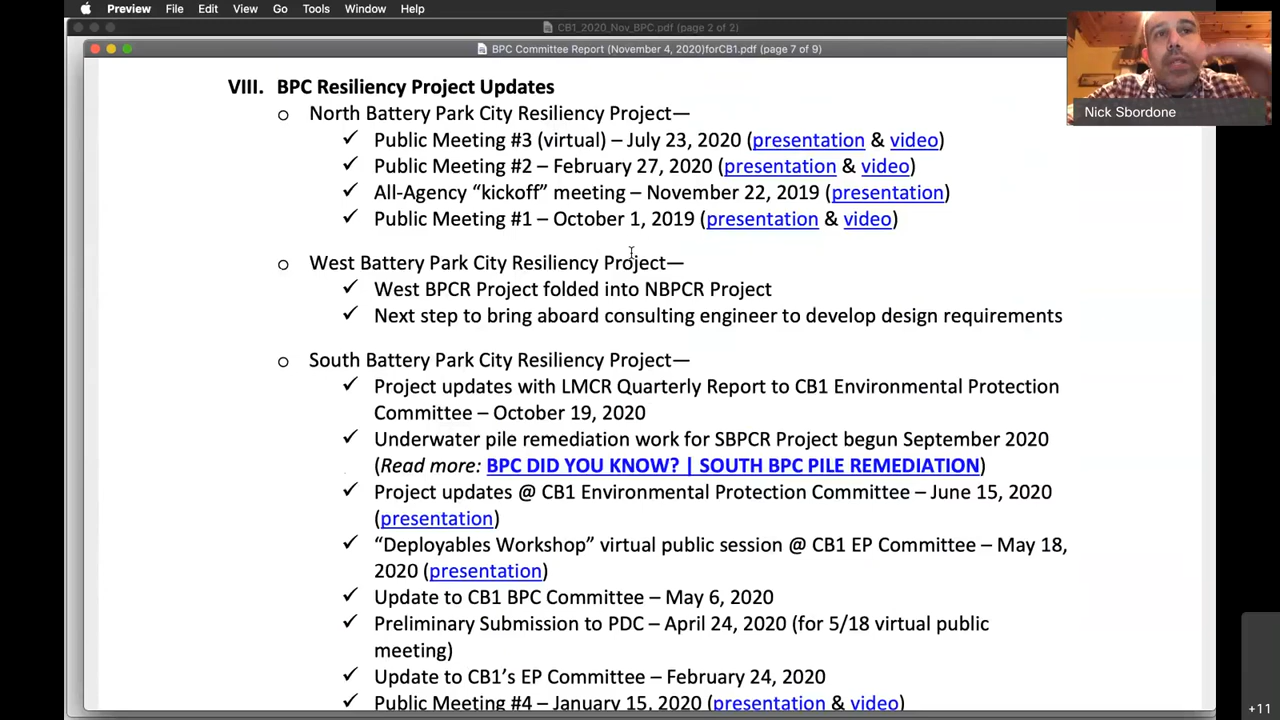 Preview File Edit View Go Tools Window Help
CB1_2020_Nov_BPC.pdf (page 2 of 2)
BPC Committee Report (November 4, 2020)forCB1.pdf (page 7 of 9)
Nick Sbordone
VIII. BPC Resiliency Project Updates
o North Battery Park City Resiliency Project—
✓ Public Meeting #3 (virtual) – July 23, 2020 (presentation & video)
✓ Public Meeting #2 – February 27, 2020 (presentation & video)
✓ All-Agency “kickoff” meeting – November 22, 2019 (presentation)
✓ Public Meeting #1 – October 1, 2019 (presentation & video)
o West Battery Park City Resiliency Project—
✓ West BPCR Project folded into NBPCR Project
✓ Next step to bring aboard consulting engineer to develop design requirements
o South Battery Park City Resiliency Project—
✓ Project updates with LMCR Quarterly Report to CB1 Environmental Protection
Committee – October 19, 2020
✓ Underwater pile remediation work for SBPCR Project begun September 2020
(Read more: BPC DID YOU KNOW? | SOUTH BPC PILE REMEDIATION)
✓ Project updates @ CB1 Environmental Protection Committee – June 15, 2020
(presentation)
✓ “Deployables Workshop” virtual public session @ CB1 EP Committee – May 18,
2020 (presentation)
✓ Update to CB1 BPC Committee – May 6, 2020
✓ Preliminary Submission to PDC – April 24, 2020 (for 5/18 virtual public
meeting)
✓ Update to CB1’s EP Committee – February 24, 2020
✓ Public Meeting #4 – January 15, 2020 (presentation & video)
+11